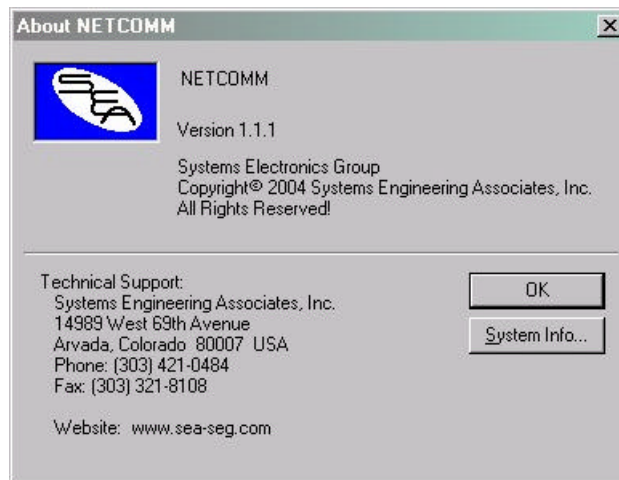 About NETCOMM
SEA
NETCOMM
Version 1.1.1
Systems Electronics Group
Copyright© 2004 Systems Engineering Associates, Inc.
All Rights Reserved!
Technical Support:
Systems Engineering Associates, Inc.
14989 West 69th Avenue
Arvada, Colorado 80007 USA
Phone: (303) 421-0484
Fax: (303) 321-8108
Website: www.sea-seg.com
OK
System Info...